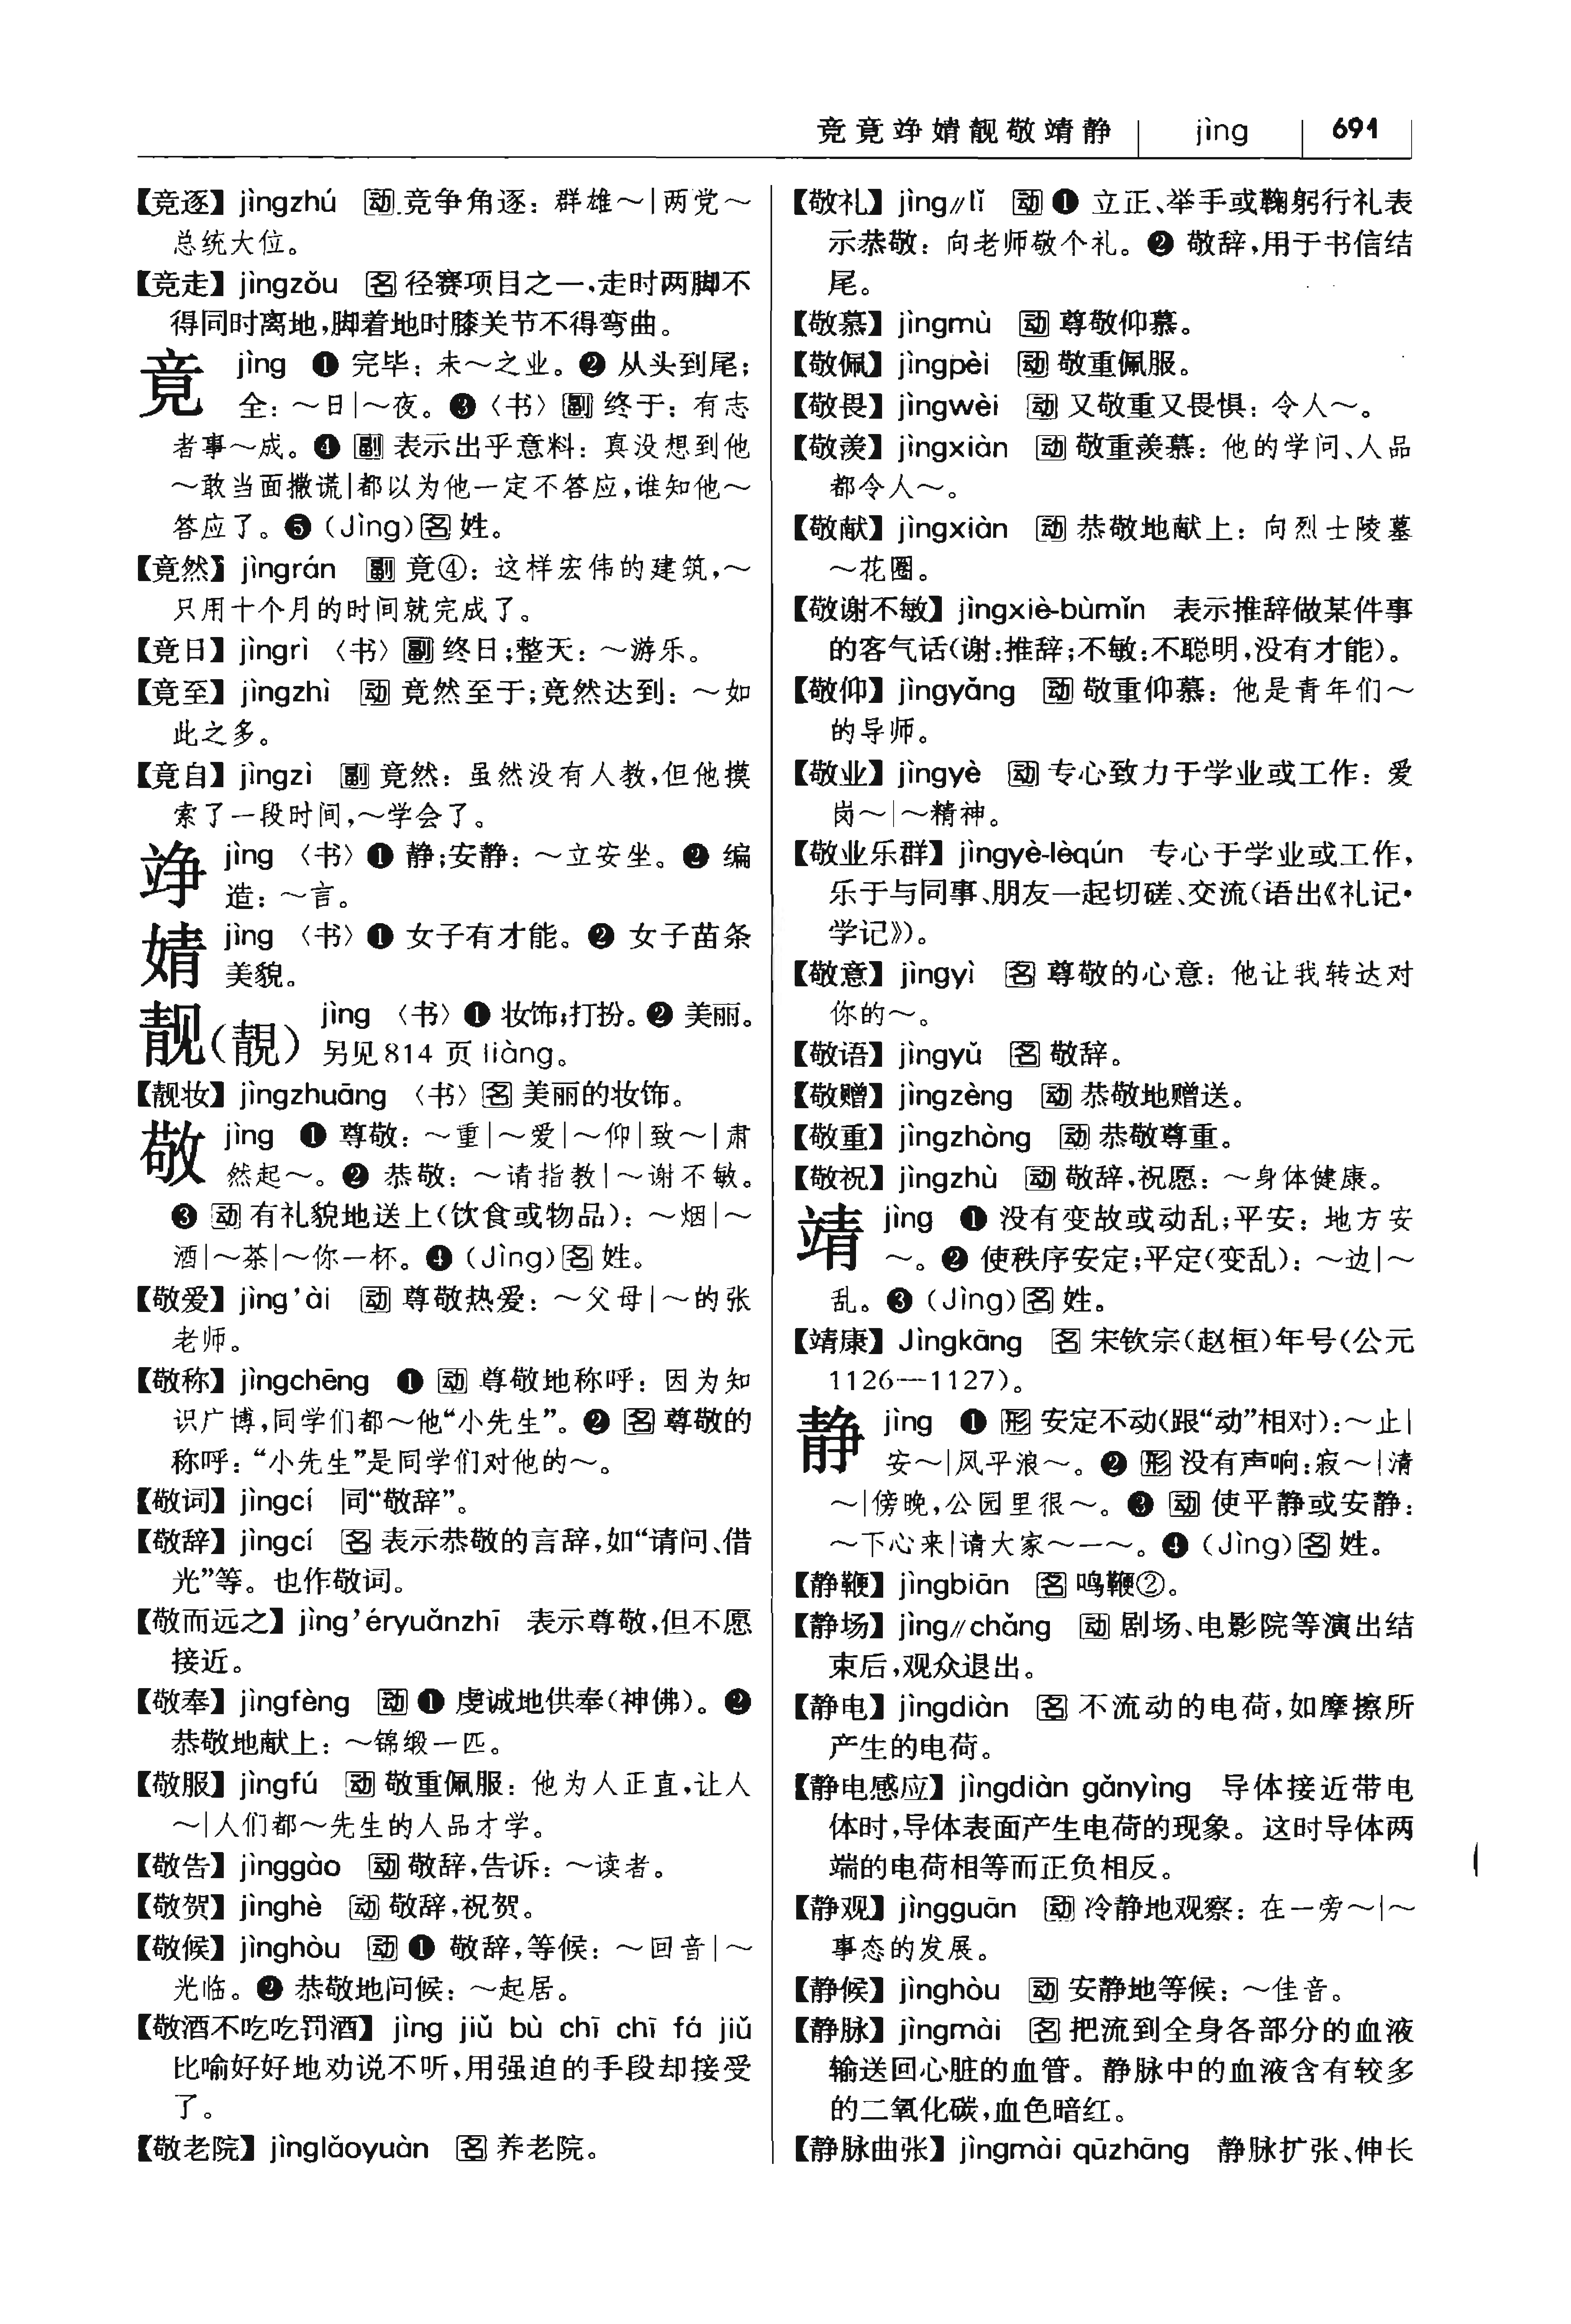 竞竟竫婧靓敬靖静 jìng 691
【竞逐】jìngzhú 动 竞争角逐：群雄～|两党～
总统大位。
【竞走】jìngzǒu 名 径赛项目之一,走时两脚不
得同时离地,脚着地时膝关节不得弯曲。
竟 jìng ❶ 完毕：未～之业。❷ 从头到尾；
全：～日|～夜。❸〈书〉副 终于：有志
者事～成。❹ 副 表示出乎意料：真没想到他
～敢当面撒谎|都以为他一定不答应,谁知他～
答应了。❺（Jìng）名 姓。
【竟然】jìngrán 副 竟④：这样宏伟的建筑,～
只用十个月的时间就完成了。
【竟日】jìngrì 〈书〉副 终日;整天：～游乐。
【竟至】jìngzhì 动 竟然至于;竟然达到：～如
此之多。
【竟自】jìngzì 副 竟然：虽然没有人教,但他摸
索了一段时间,～学会了。
竫 jìng 〈书〉❶ 静;安静：～立安坐。❷ 编
造：～言。
婧 jìng 〈书〉❶ 女子有才能。❷ 女子苗条
美貌。
靓（靚） jìng 〈书〉❶ 妆饰;打扮。❷ 美丽。
另见814 页 liàng。
【靓妆】jìngzhuāng 〈书〉名 美丽的妆饰。
敬 jìng ❶ 尊敬：～重|～爱|～仰|致～|肃
然起～。❷ 恭敬：～请指教|～谢不敏。
❸ 动 有礼貌地送上(饮食或物品)：～烟|～
酒|～茶|～你一杯。❹（Jìng）名 姓。
【敬爱】jìng’ài 动 尊敬热爱：～父母|～的张
老师。
【敬称】jìngchēng ❶ 动 尊敬地称呼：因为知
识广博,同学们都～他“小先生”。❷ 名 尊敬的
称呼：“小先生”是同学们对他的～。
【敬词】jìngcí 同“敬辞”。
【敬辞】jìngcí 名 表示恭敬的言辞,如“请问、借
光”等。也作敬词。
【敬而远之】jìng’éryuǎnzhī 表示尊敬,但不愿
接近。
【敬奉】jìngfèng 动 ❶ 虔诚地供奉(神佛)。❷
恭敬地献上：～锦缎一匹。
【敬服】jìngfú 动 敬重佩服：他为人正直,让人
～|人们都～先生的人品才学。
【敬告】jìnggào 动 敬辞,告诉：～读者。
【敬贺】jìnghè 动 敬辞,祝贺。
【敬候】jìnghòu 动 ❶ 敬辞,等候：～回音|～
光临。❷ 恭敬地问候：～起居。
【敬酒不吃吃罚酒】jìng jiǔ bù chī chī fá jiǔ
比喻好好地劝说不听,用强迫的手段却接受
了。
【敬老院】jìnglǎoyuàn 名 养老院。
【敬礼】jìng//lǐ 动 ❶ 立正、举手或鞠躬行礼表
示恭敬：向老师敬个礼。❷ 敬辞,用于书信结
尾。
【敬慕】jìngmù 动 尊敬仰慕。
【敬佩】jìngpèi 动 敬重佩服。
【敬畏】jìngwèi 动 又敬重又畏惧：令人～。
【敬羡】jìngxiàn 动 敬重羡慕：他的学问、人品
都令人～。
【敬献】jìngxiàn 动 恭敬地献上：向烈士陵墓
～花圈。
【敬谢不敏】jìngxiè-bùmǐn 表示推辞做某件事
的客气话(谢:推辞;不敏:不聪明,没有才能)。
【敬仰】jìngyǎng 动 敬重仰慕：他是青年们～
的导师。
【敬业】jìngyè 动 专心致力于学业或工作：爱
岗～|～精神。
【敬业乐群】jìngyè-lèqún 专心于学业或工作,
乐于与同事、朋友一起切磋、交流(语出《礼记·
学记》)。
【敬意】jìngyì 名 尊敬的心意：他让我转达对
你的～。
【敬语】jìngyǔ 名 敬辞。
【敬赠】jìngzèng 动 恭敬地赠送。
【敬重】jìngzhòng 动 恭敬尊重。
【敬祝】jìngzhù 动 敬辞,祝愿：～身体健康。
靖 jìng ❶ 没有变故或动乱;平安：地方安
～。❷ 使秩序安定;平定(变乱)：～边|～
乱。❸（Jìng）名 姓。
【靖康】Jìngkāng 名 宋钦宗(赵桓)年号(公元
1126—1127)。
静 jìng ❶ 形 安定不动(跟“动”相对)：～止|
安～|风平浪～。❷ 形 没有声响：寂～|清
～|傍晚,公园里很～。❸ 动 使平静或安静：
～下心来|请大家～一～。❹（Jìng）名 姓。
【静鞭】jìngbiān 名 鸣鞭②。
【静场】jìng//chǎng 动 剧场、电影院等演出结
束后,观众退出。
【静电】jìngdiàn 名 不流动的电荷,如摩擦所
产生的电荷。
【静电感应】jìngdiàn gǎnyìng 导体接近带电
体时,导体表面产生电荷的现象。这时导体两
端的电荷相等而正负相反。
【静观】jìngguān 动 冷静地观察：在一旁～|～
事态的发展。
【静候】jìnghòu 动 安静地等候：～佳音。
【静脉】jìngmài 名 把流到全身各部分的血液
输送回心脏的血管。静脉中的血液含有较多
的二氧化碳,血色暗红。
【静脉曲张】jìngmài qūzhāng 静脉扩张、伸长